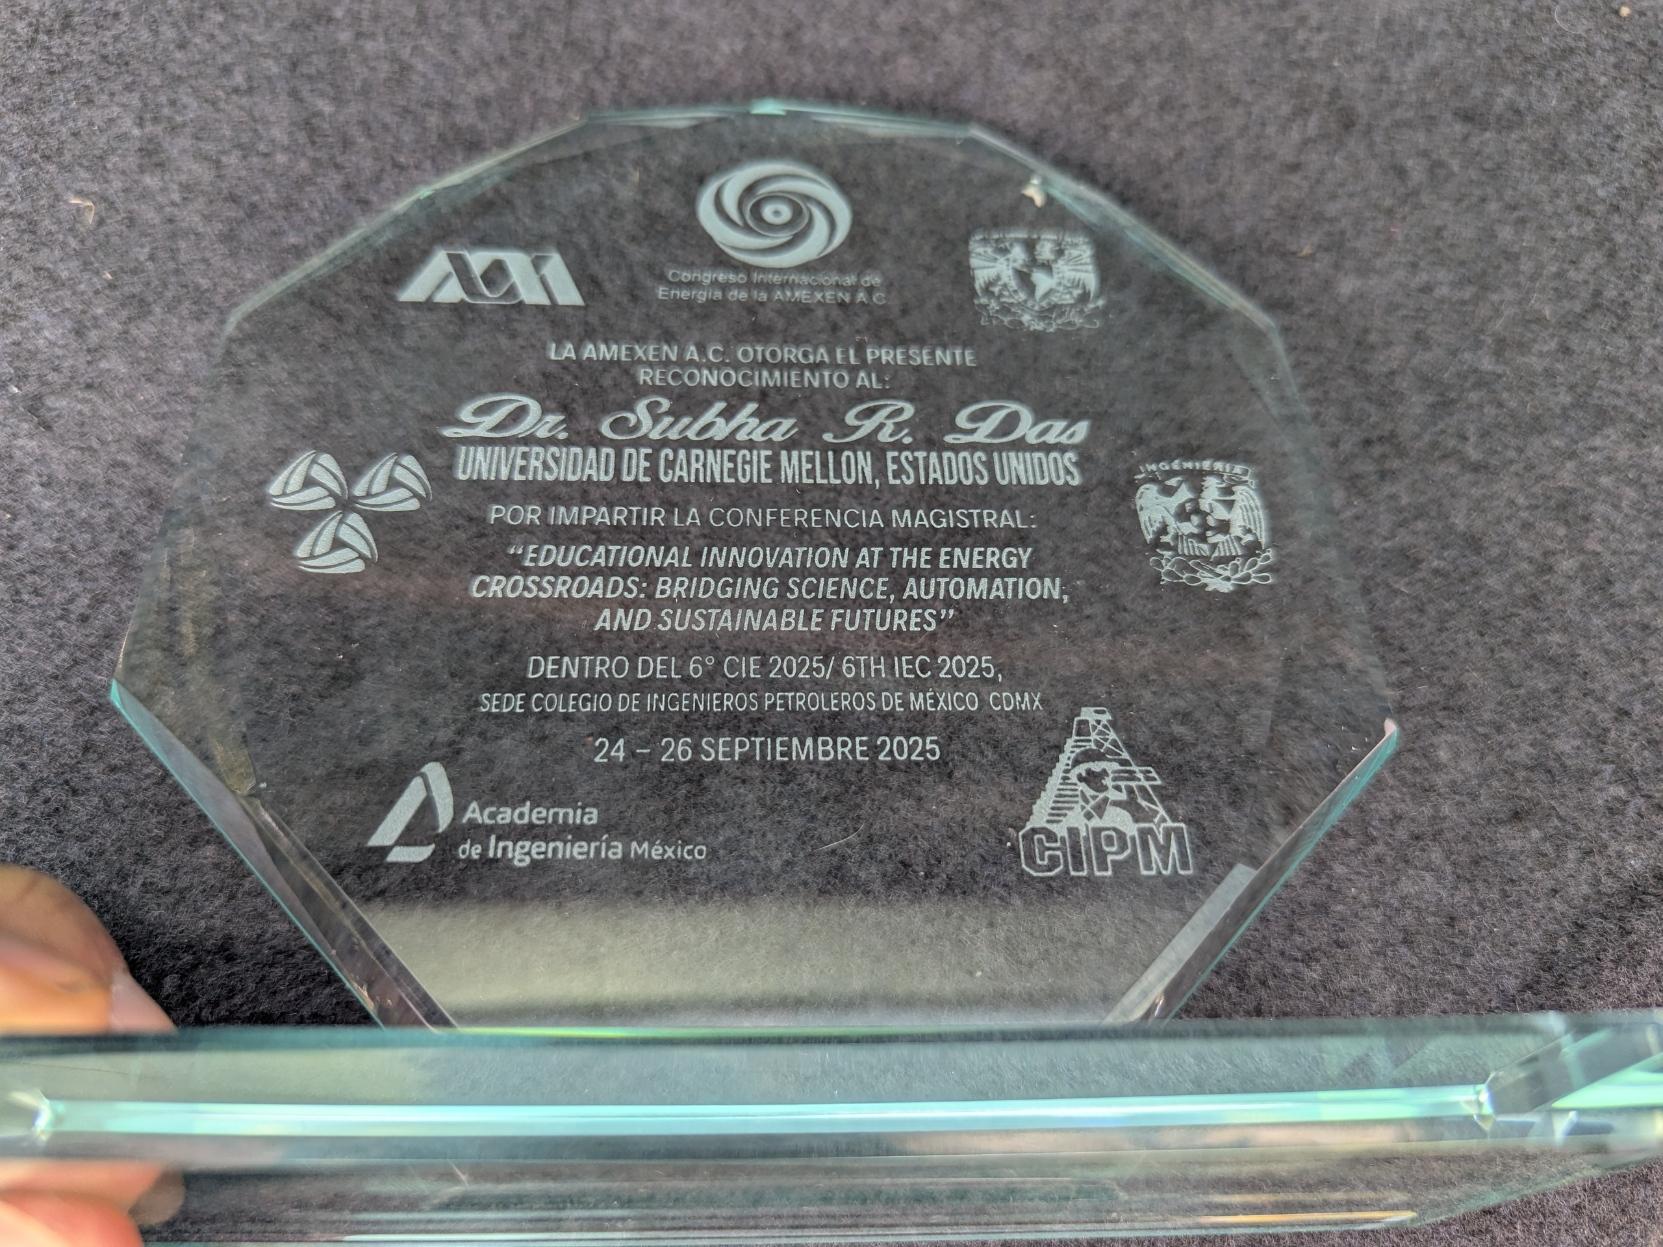 Congreso Internacional de
Energía de la AMEXEN A.C.
LA AMEXEN A.C. OTORGA EL PRESENTE
RECONOCIMIENTO AL:
Dr. Subha R. Das
UNIVERSIDAD DE CARNEGIE MELLON, ESTADOS UNIDOS
INGENIERIA
POR IMPARTIR LA CONFERENCIA MAGISTRAL:
"EDUCATIONAL INNOVATION AT THE ENERGY
CROSSROADS: BRIDGING SCIENCE, AUTOMATION,
AND SUSTAINABLE FUTURES"
DENTRO DEL 6° CIE 2025/ 6TH IEC 2025,
SEDE COLEGIO DE INGENIEROS PETROLEROS DE MÉXICO CDMX
24 – 26 SEPTIEMBRE 2025
Academia
de Ingeniería México
CIPM